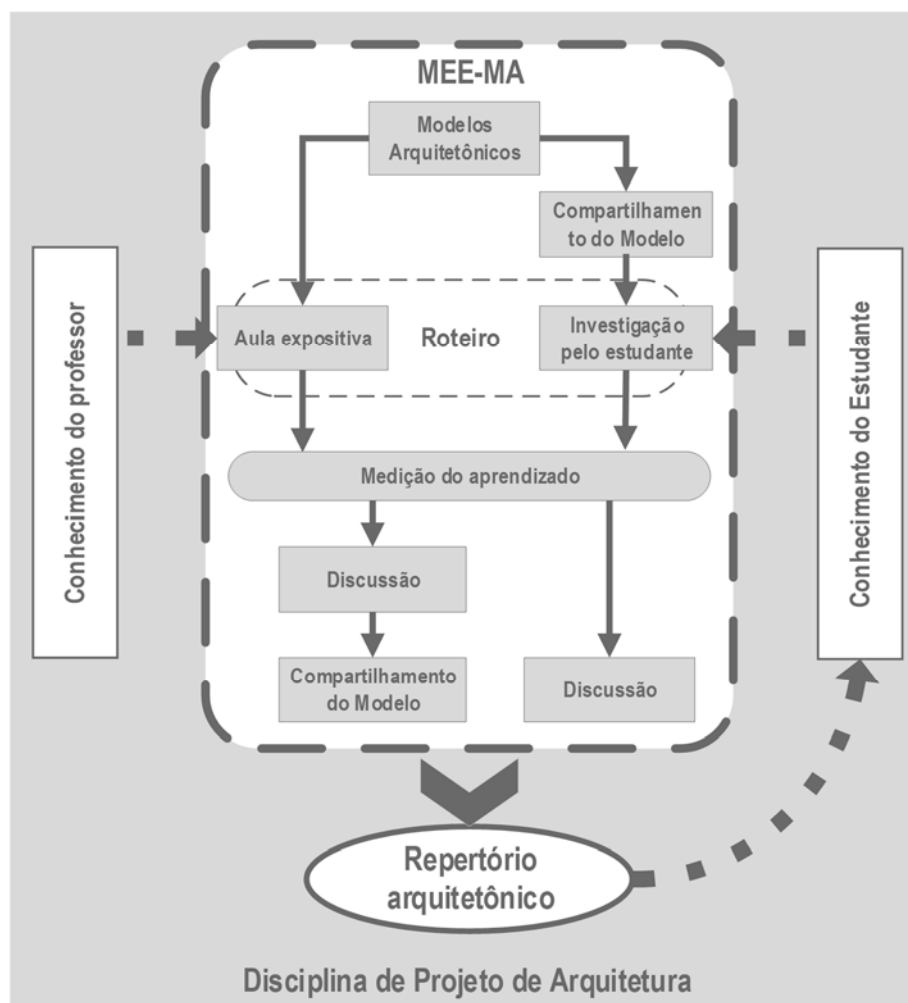 MEE-MA
Modelos
Arquitetônicos
Compartilhamen
to do Modelo
Conhecimento do professor
Aula expositiva
Roteiro
Investigação
pelo estudante
Conhecimento do Estudante
Medição do aprendizado
Discussão
Compartilhamento
do Modelo
Discussão
Repertório
arquitetônico
Disciplina de Projeto de Arquitetura